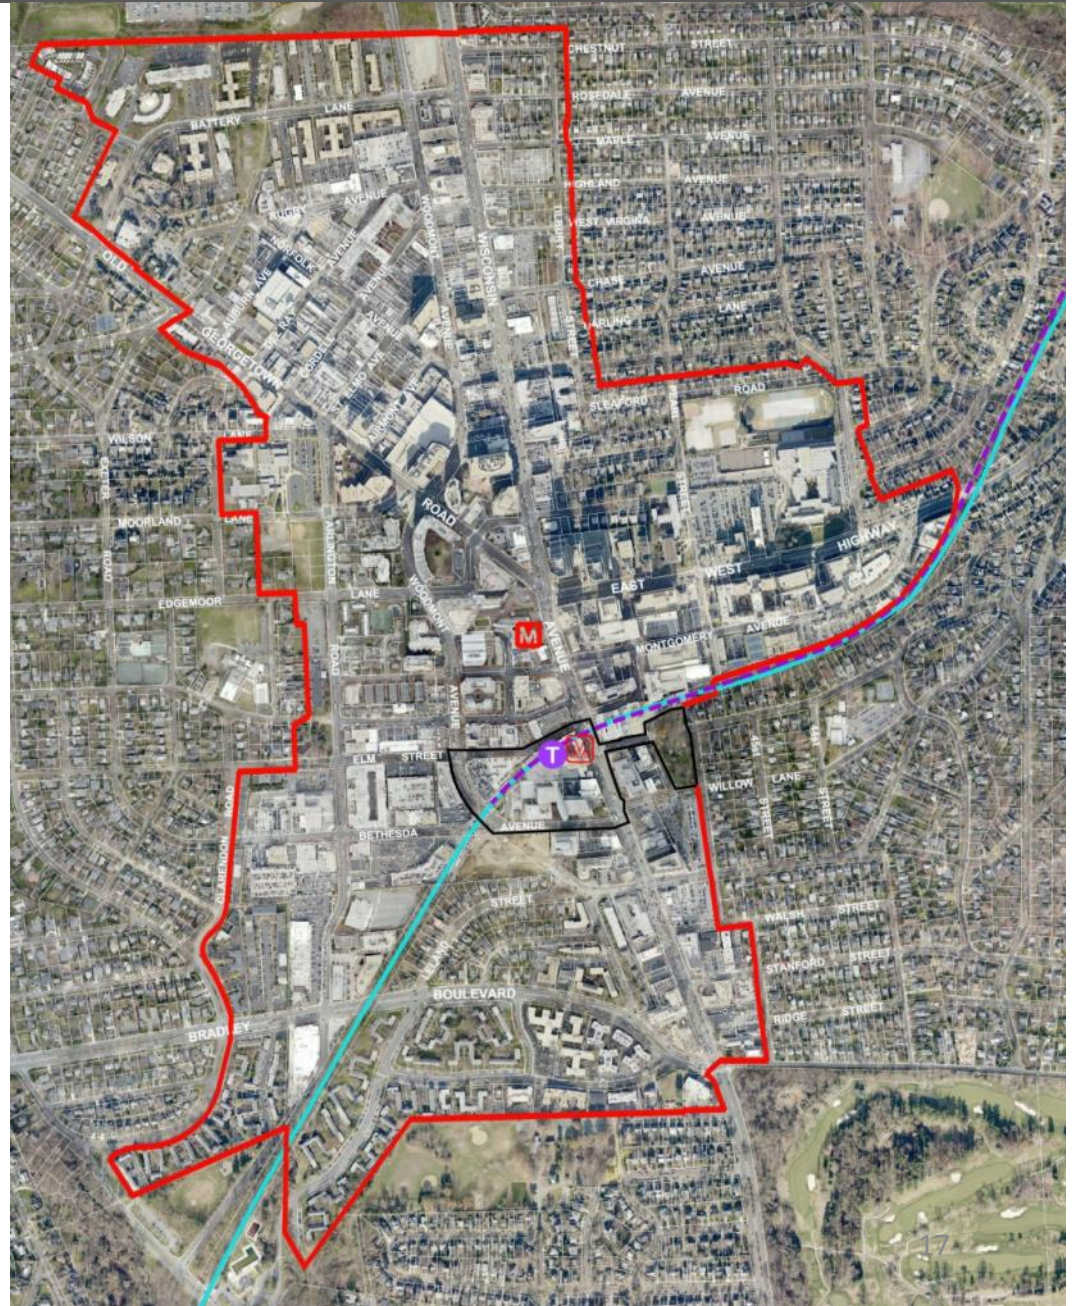 CHESTNUT STREET
ROSEDALE AVENUE
BATTERY LANE
MAPLE AVENUE
HIGHLAND AVENUE
RUGBY AVENUE
WOODMONT
WISCONSIN
WEST VIRGINIA AVENUE
NORFOLK
AVENUE
OLD
CHASE AVENUE
AVENUE
LANE
STREET
GEORGETOWN
AVENUE
AVENUE
ROAD
SLEAFORD
WILSON LANE
EXETER
STREET
ROAD
MOORLAND LANE
ARLINGTON
HIGHWAY
WEST
EAST
ROAD
EDGEMOOR LANE
WOODMONT
AVENUE
M
MONTGOMERY AVENUE
ROAD
AVENUE
T
ELM STREET
WILLOW LANE
STREET
STREET
ROAD
CLARENDON
BETHESDA AVENUE
STREET
LELAND
WALSH STREET
STANFORD STREET
BOULEVARD
BRADLEY
RIDGE STREET
17